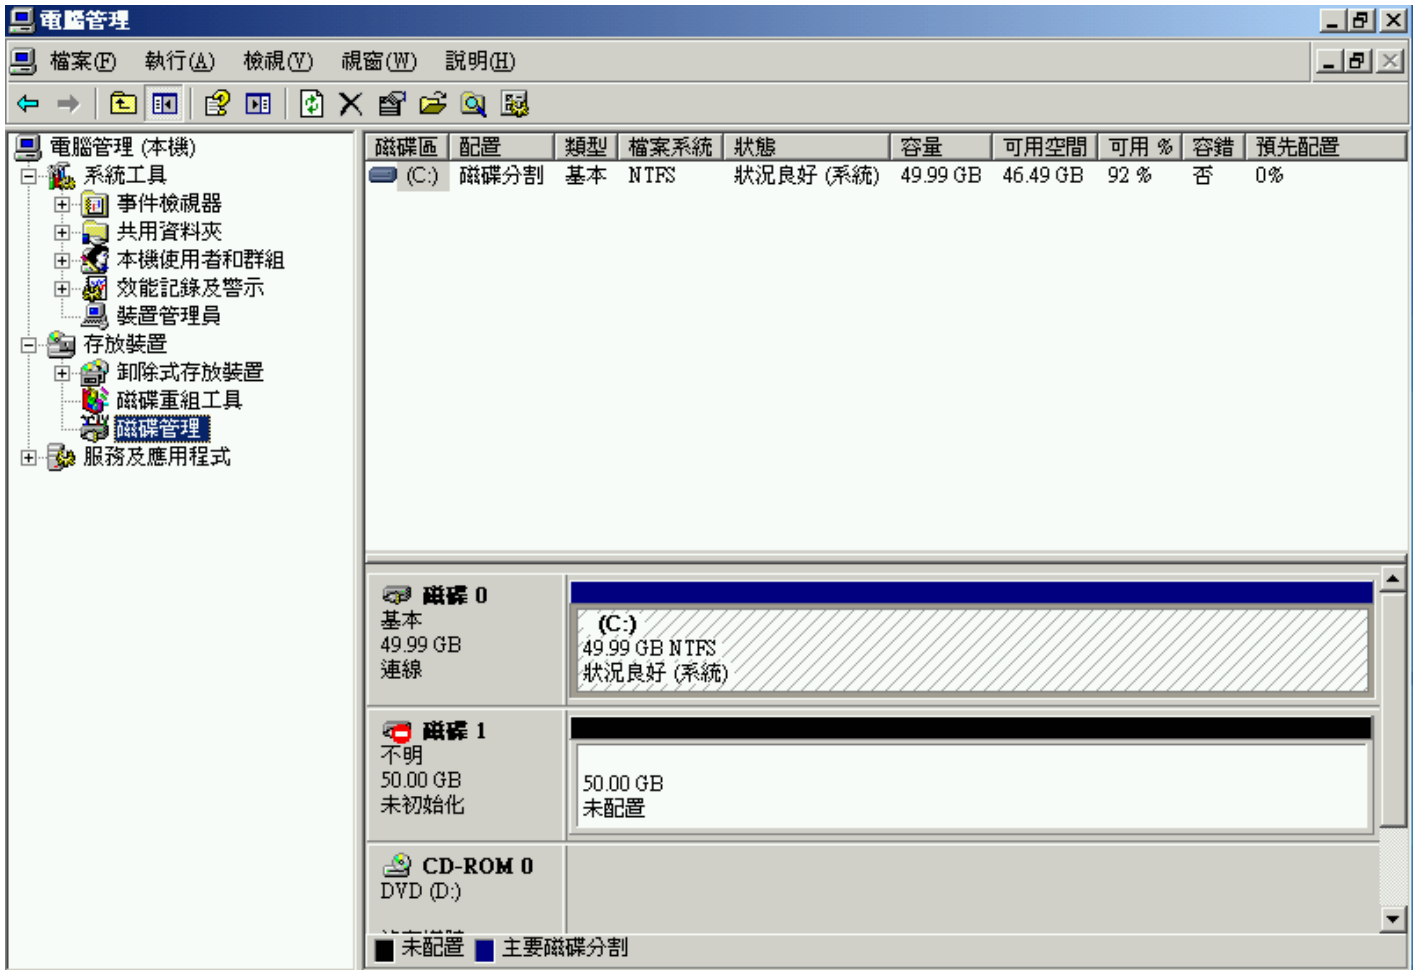 電腦管理
檔案(F) 執行(A) 檢視(V) 視窗(W) 說明(H)
電腦管理 (本機)
系統工具
事件檢視器
共用資料夾
本機使用者和群組
效能記錄及警示
裝置管理員
存放裝置
卸除式存放裝置
磁碟重組工具
磁碟管理
服務及應用程式
磁碟區 配置 類型 檔案系統 狀態 容量 可用空間 可用 % 容錯 預先配置
(C:) 磁碟分割 基本 NTFS 狀況良好 (系統) 49.99 GB 46.49 GB 92 % 否 0%
磁碟 0
基本
49.99 GB
連線
(C:)
49.99 GB NTFS
狀況良好 (系統)
磁碟 1
不明
50.00 GB
未初始化
50.00 GB
未配置
CD-ROM 0
DVD (D:)
未配置 主要磁碟分割